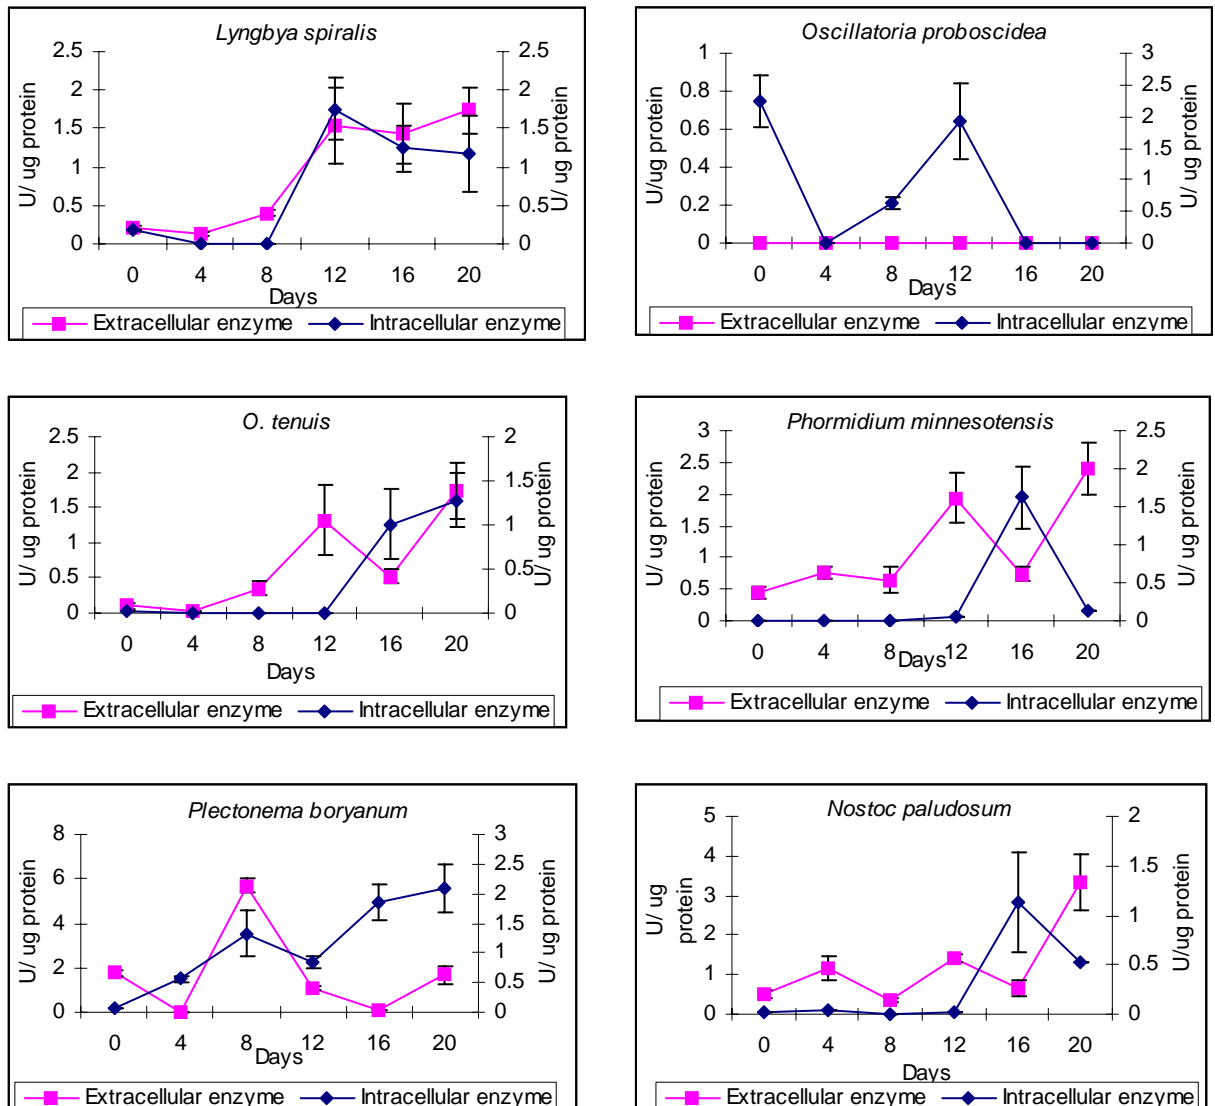 Lyngbya spiralis
2.5 2.5
2 2
1.5 1.5
1 1
0.5 0.5
0 0
U/ ug protein
U/ ug protein
0 4 8 12 16 20
Days
Extracellular enzyme Intracellular enzyme
Oscillatoria proboscidea
1 3
0.8 2.5
0.6 2
0.4 1.5
0.2 1
0 0.5
0
U/ug protein
U/ ug protein
0 4 8 12 16 20
Days
Extracellular enzyme Intracellular enzyme
O. tenuis
2.5 2
2 1.5
1.5 1
1 0.5
0.5 0
0
U/ ug protein
U/ ug protein
0 4 8 12 16 20
Days
Extracellular enzyme Intracellular enzyme
Phormidium minnesotensis
3 2.5
2.5 2
2 1.5
1.5 1
1 0.5
0.5 0
0
U/ ug protein
U/ ug protein
0 4 8 12 16 20
Days
Extracellular enzyme Intracellular enzyme
Plectonema boryanum
8 3
6 2.5
4 2
2 1.5
0 1
0.5
0
U/ ug protein
U/ ug protein
0 4 8 12 16 20
Days
Extracellular enzyme Intracellular enzyme
Nostoc paludosum
5 2
4 1.5
3 1
2 0.5
1 0
0
U/ ug
protein
U/ug protein
0 4 8 12 16 20
Days
Extracellular enzyme Intracellular enzyme